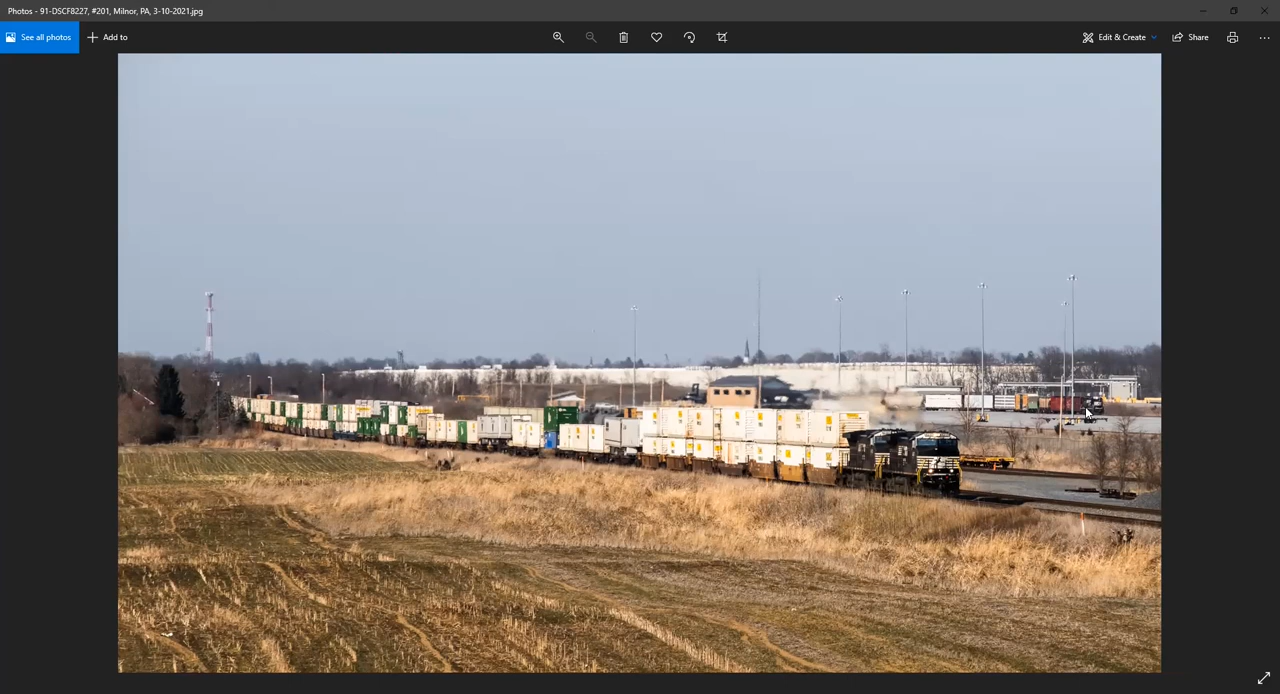 Photos - 91-DSCF8227, #201, Milnor, PA, 3-10-2021.jpg
See all photos
Add to
Edit & Create
Share